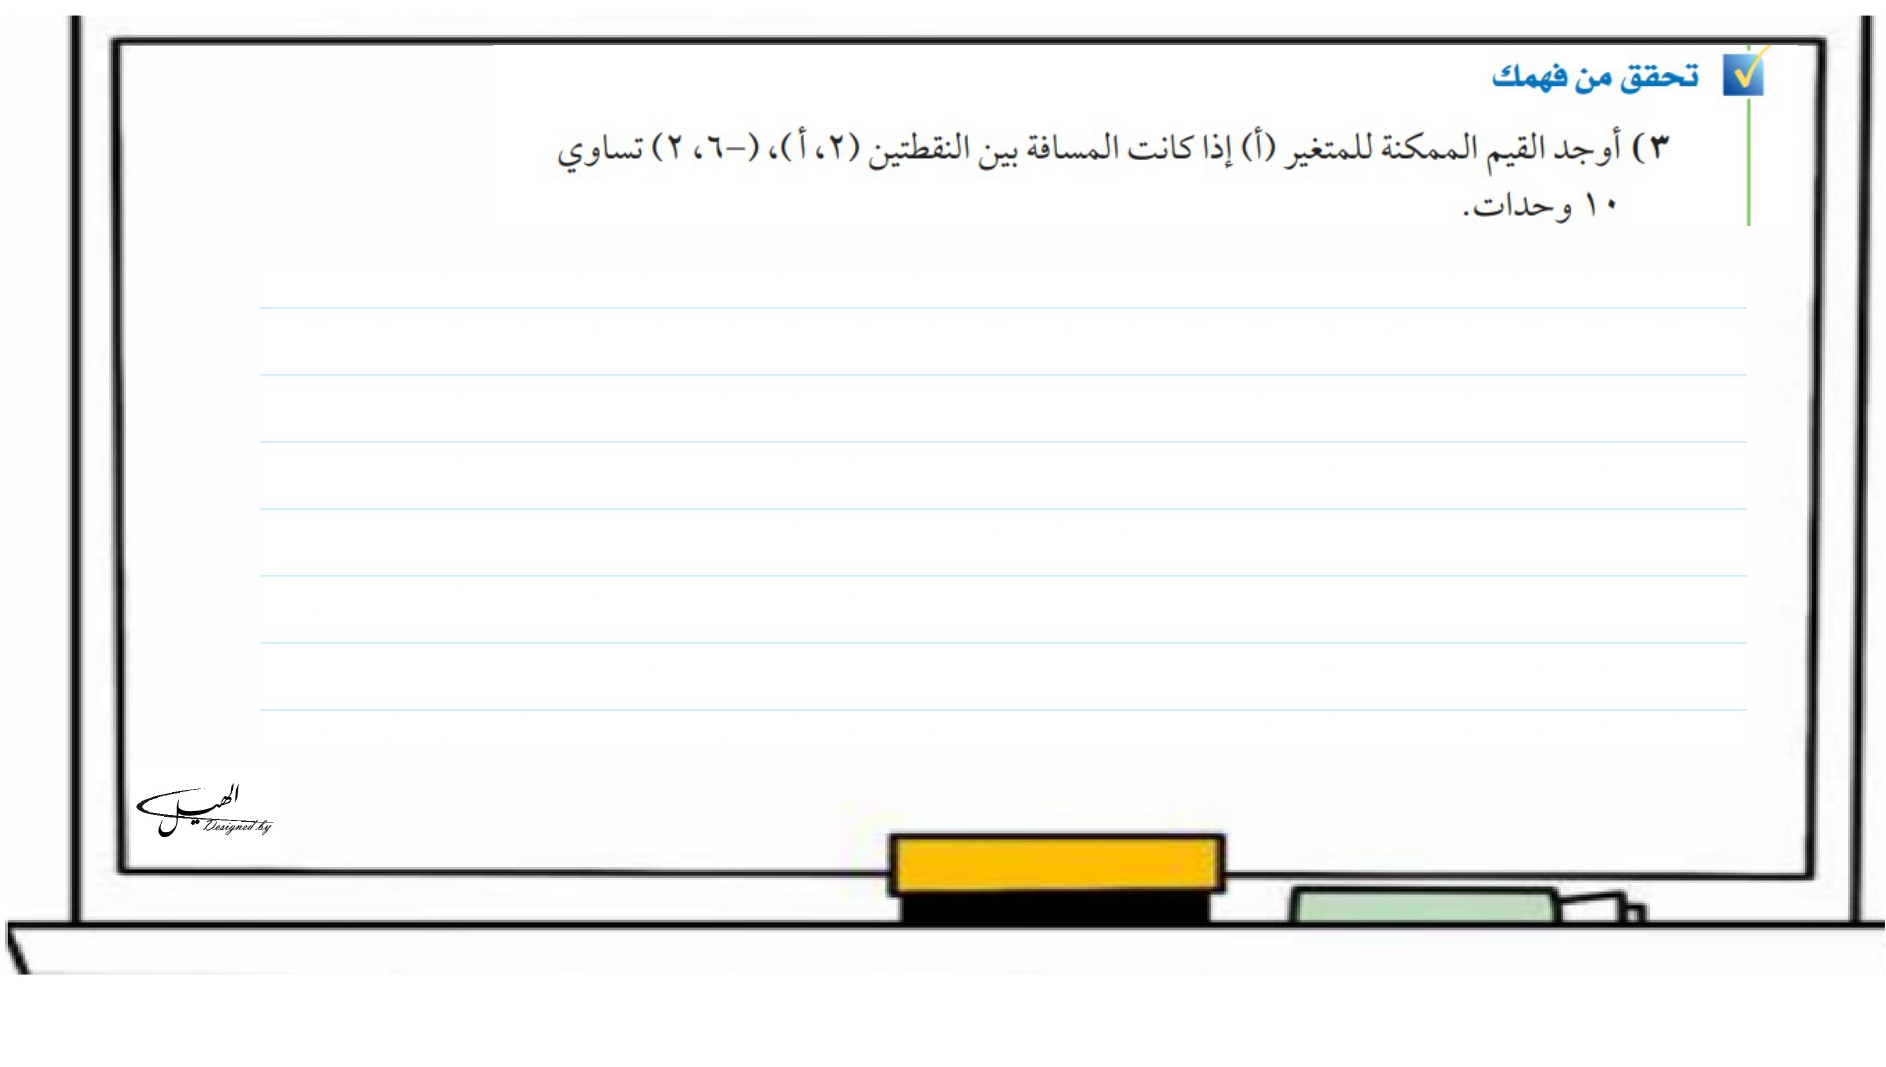 تحقق من فهمك
٣) أوجد القيم الممكنة للمتغير (أ) إذا كانت المسافة بين النقطتين (٢، أ)، (-٦، ٢) تساوي
١٠ وحدات.
الهيل
Designed by